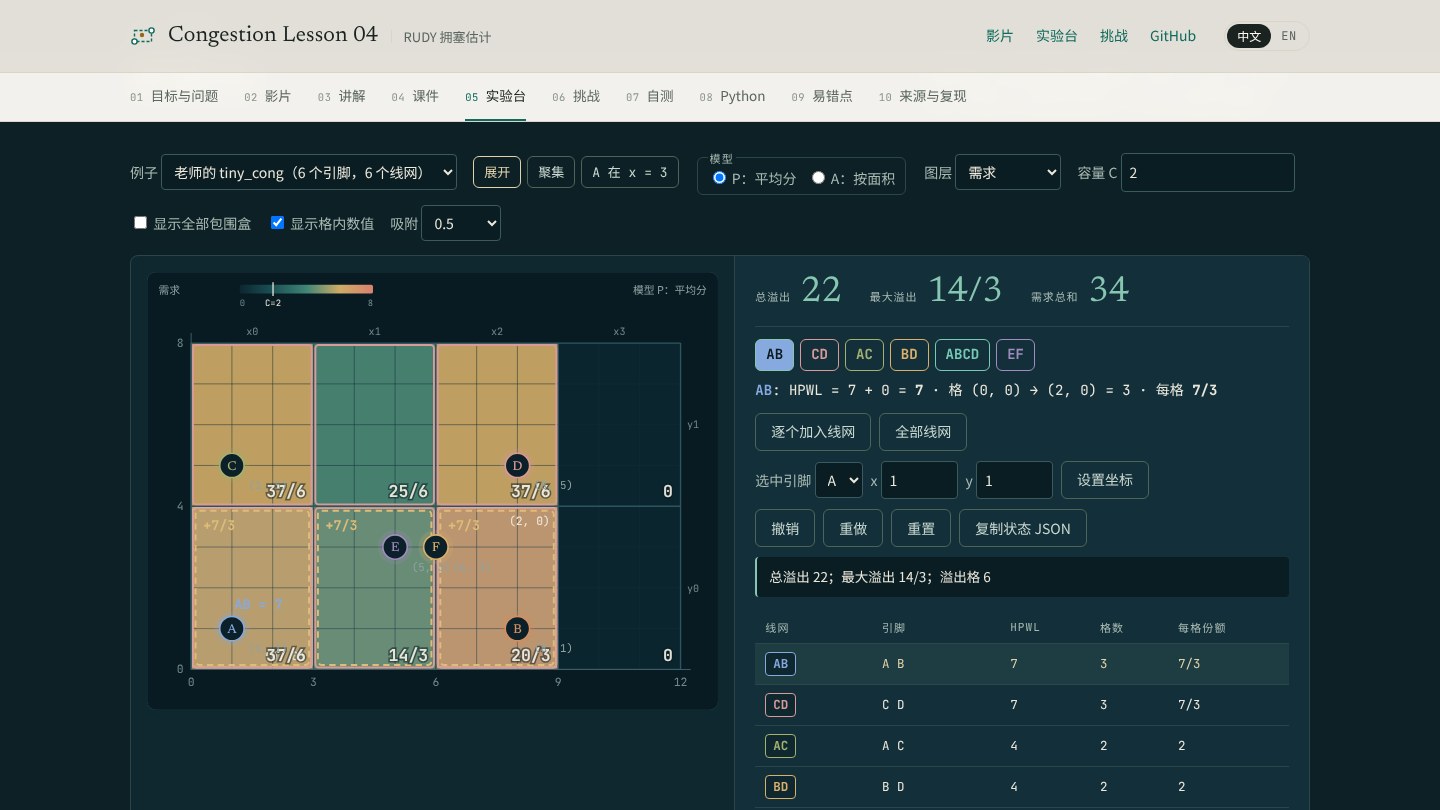 Congestion Lesson 04 RUDY 拥塞估计 影片 实验台 挑战 GitHub 中文 EN
01 目标与问题 02 影片 03 讲解 04 课件 05 实验台 06 挑战 07 自测 08 Python 09 易错点 10 来源与复现
例子 老师的 tiny_cong（6 个引脚，6 个线网） 展开 聚集 A 在 x = 3 模型 P：平均分 A：按面积 图层 需求 容量 C 2
显示全部包围盒 显示格内数值 吸附 0.5
需求 0 C=2 8 模型 P：平均分
x0 x1 x2 x3
8
y1
C D
37/6 25/6 37/6 5) 0
4
+7/3 +7/3 +7/3 (2, 0)
E F
(5,
y0
AB = 7
A B
37/6 14/3 20/3 1) 0
0
0 3 6 9 12
总溢出 22 最大溢出 14/3 需求总和 34
AB CD AC BD ABCD EF
AB: HPWL = 7 + 0 = 7 · 格 (0, 0) → (2, 0) = 3 · 每格 7/3
逐个加入线网 全部线网
选中引脚 A x 1 y 1 设置坐标
撤销 重做 重置 复制状态 JSON
总溢出 22；最大溢出 14/3；溢出格 6
线网 引脚 HPWL 格数 每格份额
AB A B 7 3 7/3
CD C D 7 3 7/3
AC A C 4 2 2
BD B D 4 2 2